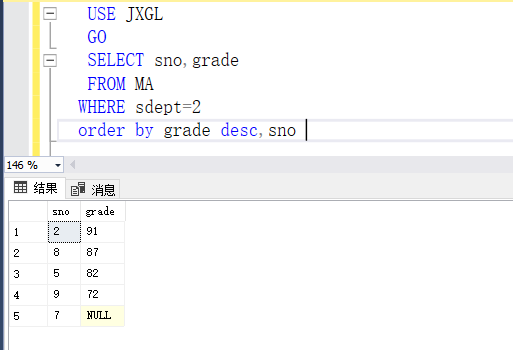 USE JXGL
GO
SELECT sno,grade
FROM MA
WHERE sdept=2
order by grade desc,sno
146 %
结果 消息
sno grade
1 2 91
2 8 87
3 5 82
4 9 72
5 7 NULL